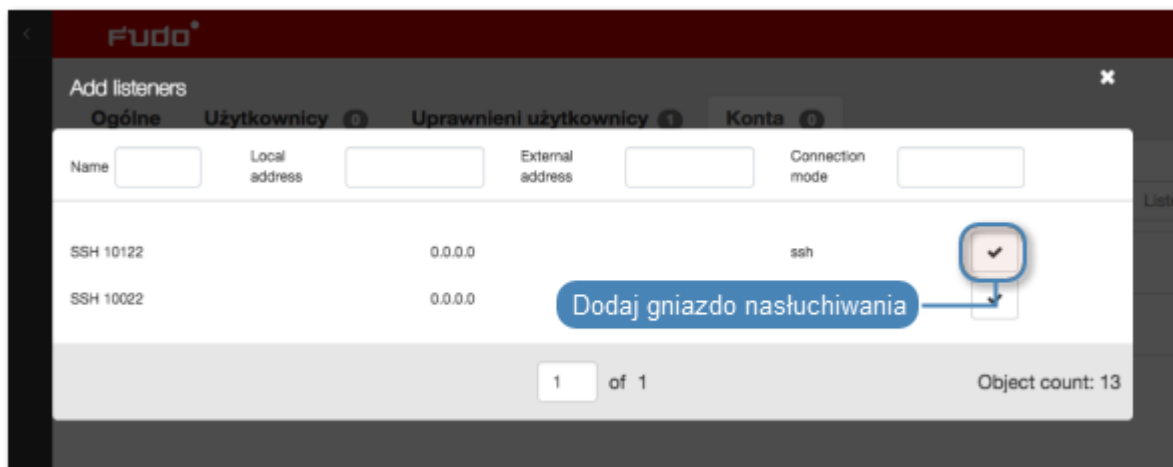 Fudo
Add listeners
Ogólne Użytkownicy 0 Uprawnieni użytkownicy 1 Konta 0
Name Local address External address Connection mode
SSH 10122 0.0.0.0 ssh
SSH 10022 0.0.0.0 Dodaj gniazdo nasłuchiwania
1 of 1 Object count: 13